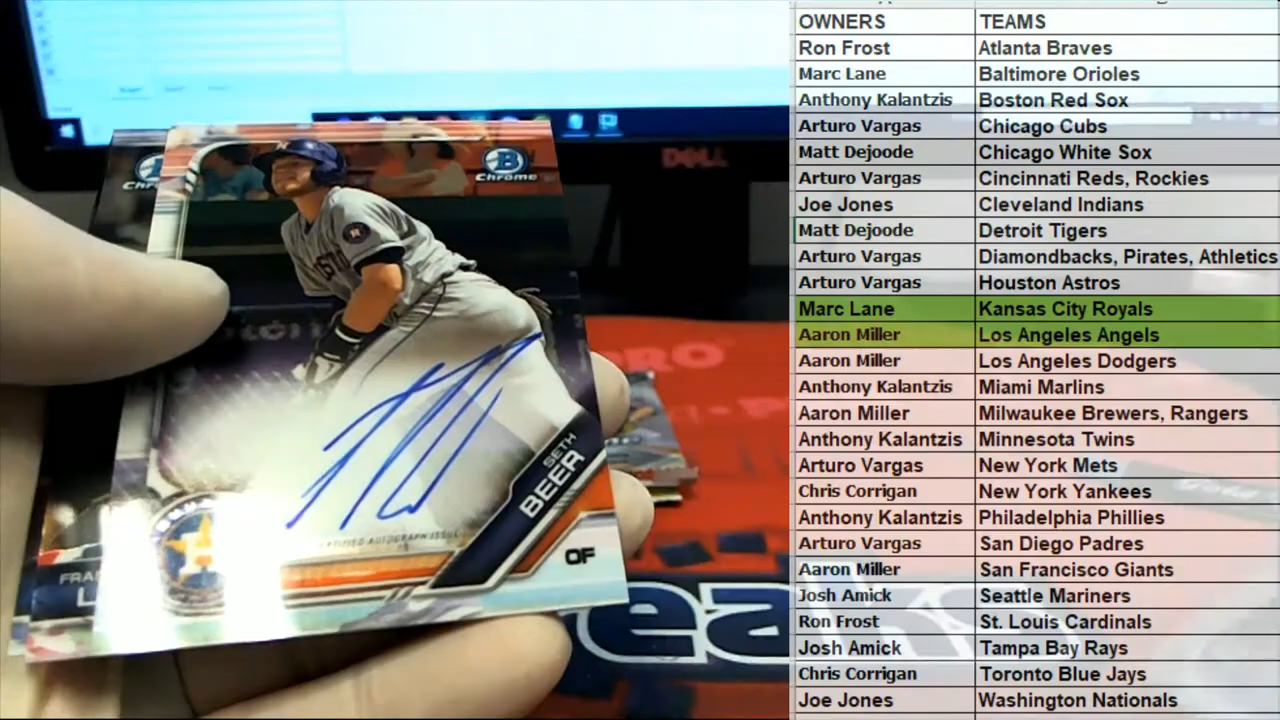 OWNERS TEAMS
Ron Frost Atlanta Braves
Marc Lane Baltimore Orioles
Anthony Kalantzis Boston Red Sox
Arturo Vargas Chicago Cubs
Matt Dejoode Chicago White Sox
Arturo Vargas Cincinnati Reds, Rockies
Joe Jones Cleveland Indians
Matt Dejoode Detroit Tigers
Arturo Vargas Diamondbacks, Pirates, Athletics
Arturo Vargas Houston Astros
Marc Lane Kansas City Royals
Aaron Miller Los Angeles Angels
Aaron Miller Los Angeles Dodgers
Anthony Kalantzis Miami Marlins
Aaron Miller Milwaukee Brewers, Rangers
Anthony Kalantzis Minnesota Twins
Arturo Vargas New York Mets
Chris Corrigan New York Yankees
Anthony Kalantzis Philadelphia Phillies
Arturo Vargas San Diego Padres
Aaron Miller San Francisco Giants
Josh Amick Seattle Mariners
Ron Frost St. Louis Cardinals
Josh Amick Tampa Bay Rays
Chris Corrigan Toronto Blue Jays
Joe Jones Washington Nationals
DELL
B
Chrome
SETH
BEER
OF
CERTIFIED AUTOGRAPH ISSUE
H
PRO